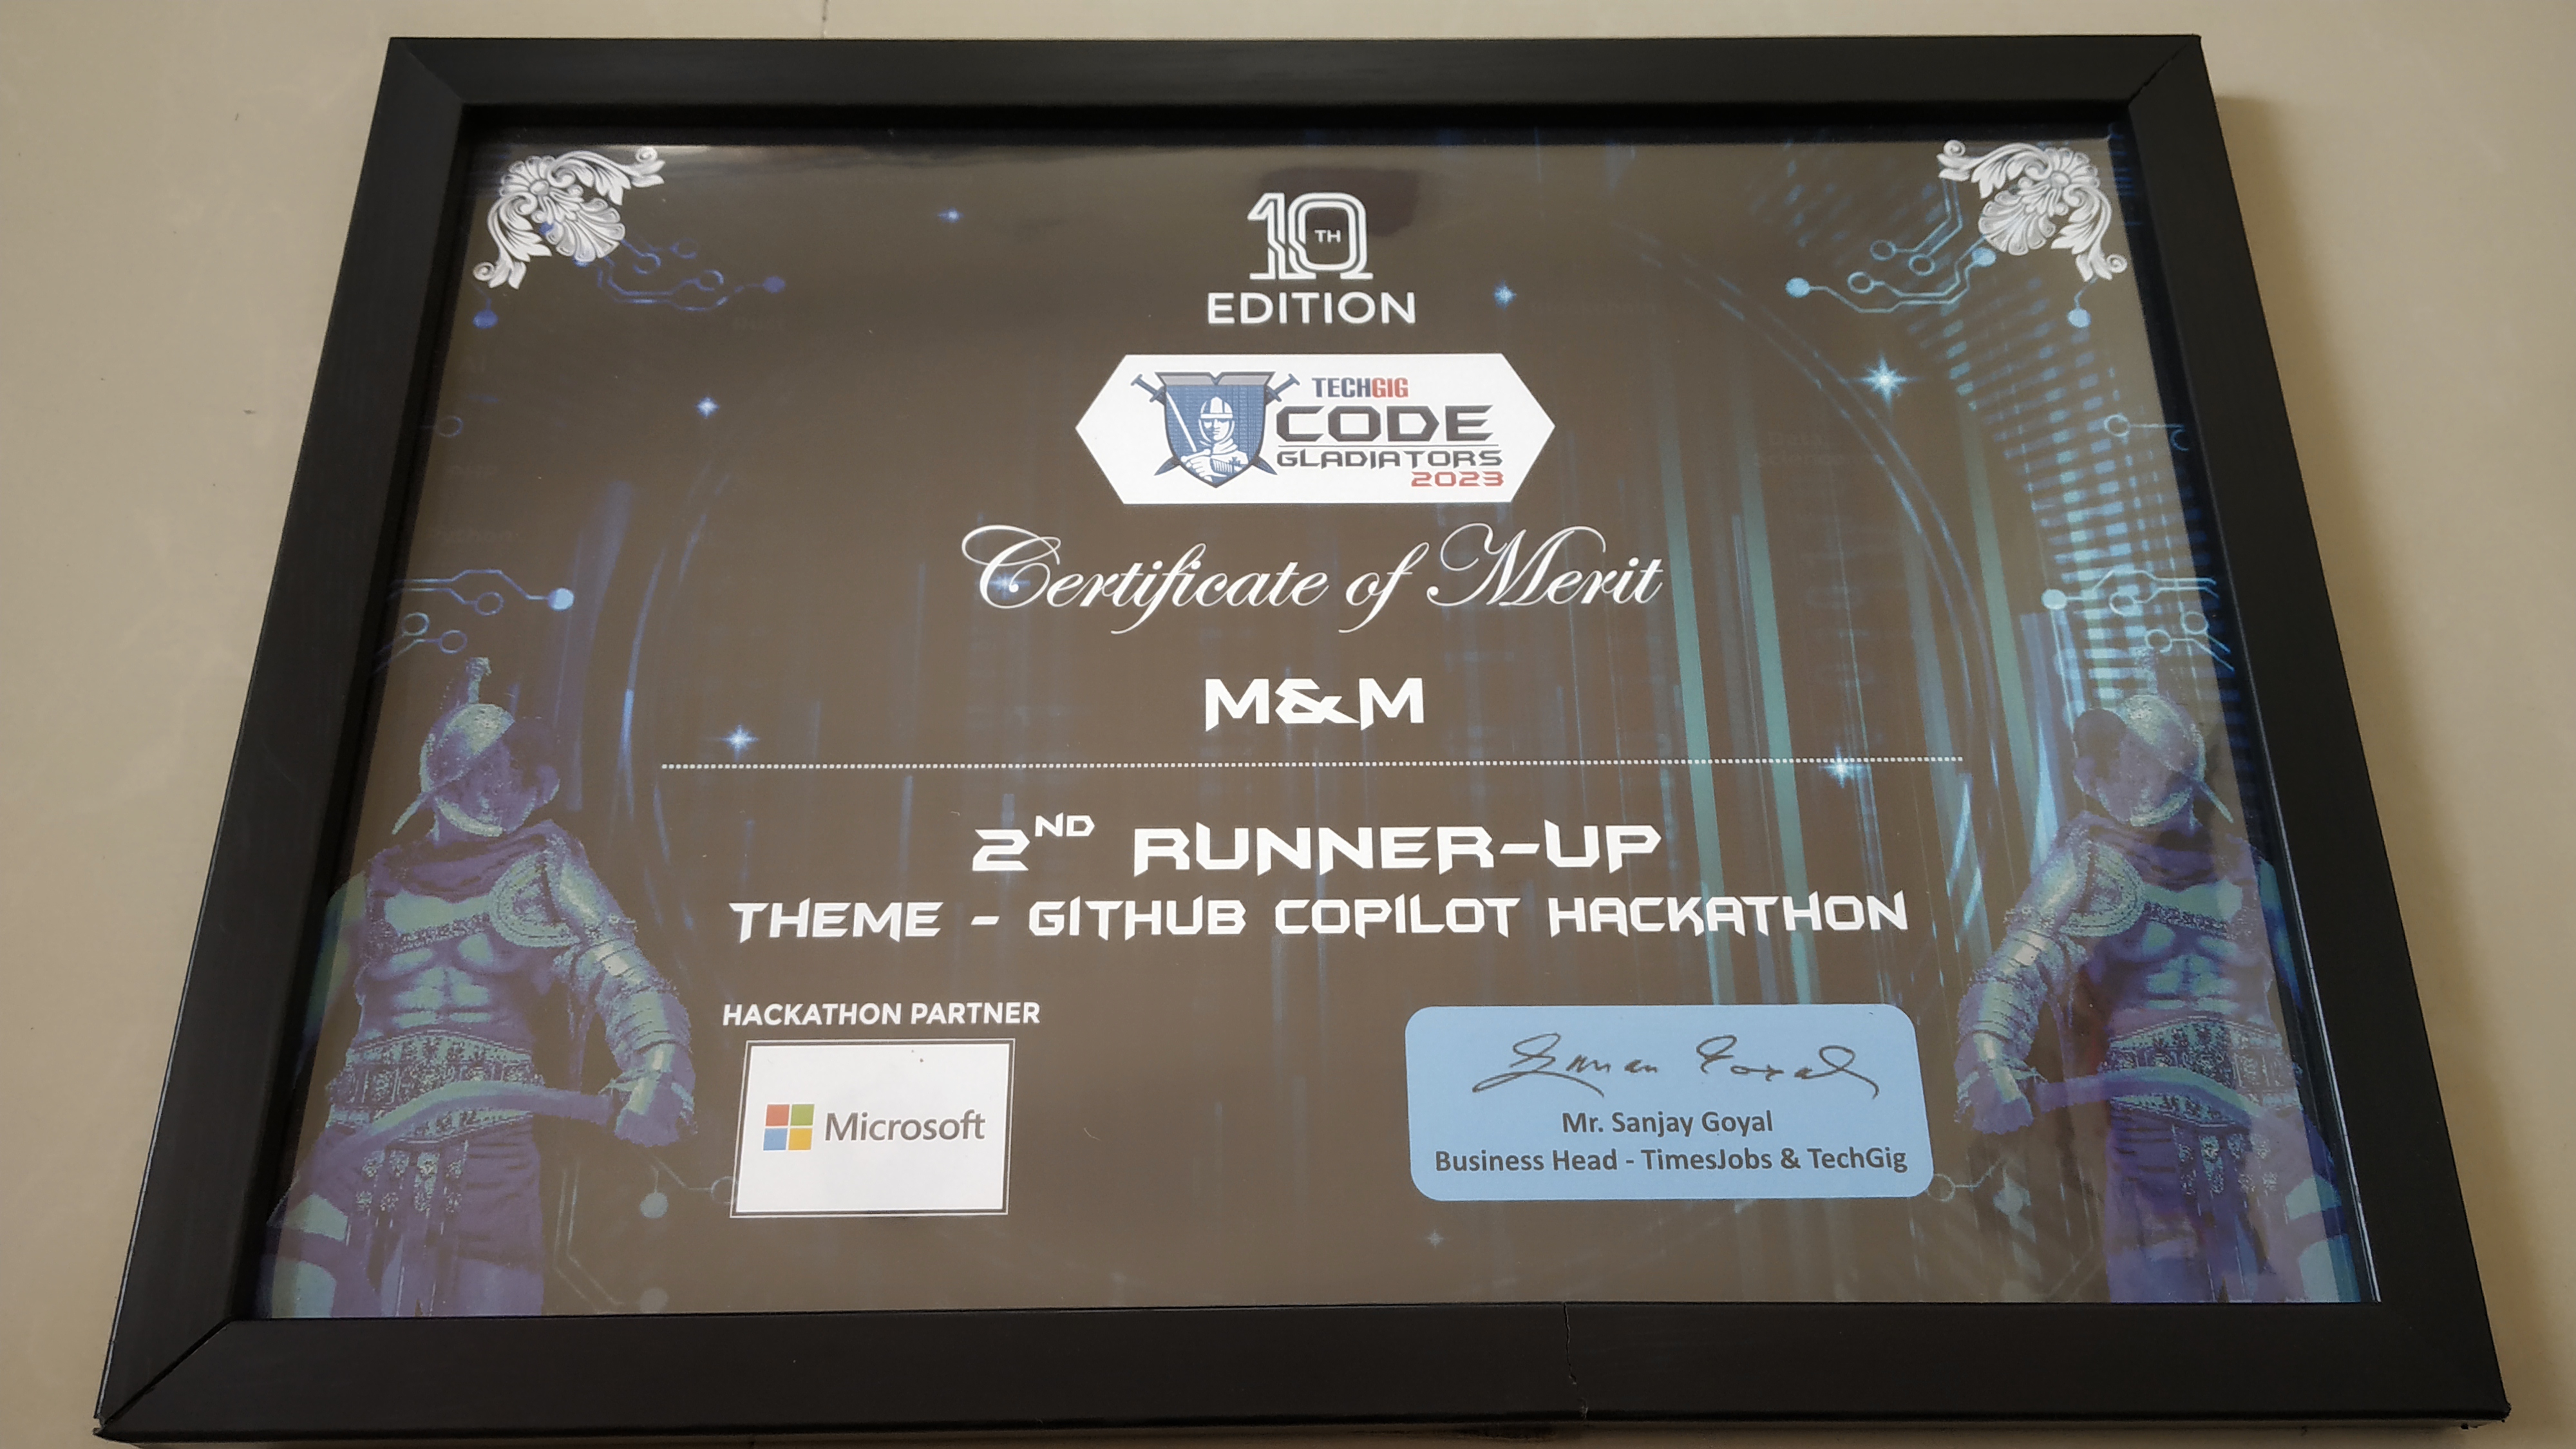 10TH
EDITION
TECHGIG
CODE
GLADIATORS
2023
Certificate of Merit
M&M
2ND RUNNER-UP
THEME - GITHUB COPILOT HACKATHON
HACKATHON PARTNER
Microsoft
Mr. Sanjay Goyal
Business Head - TimesJobs & TechGig